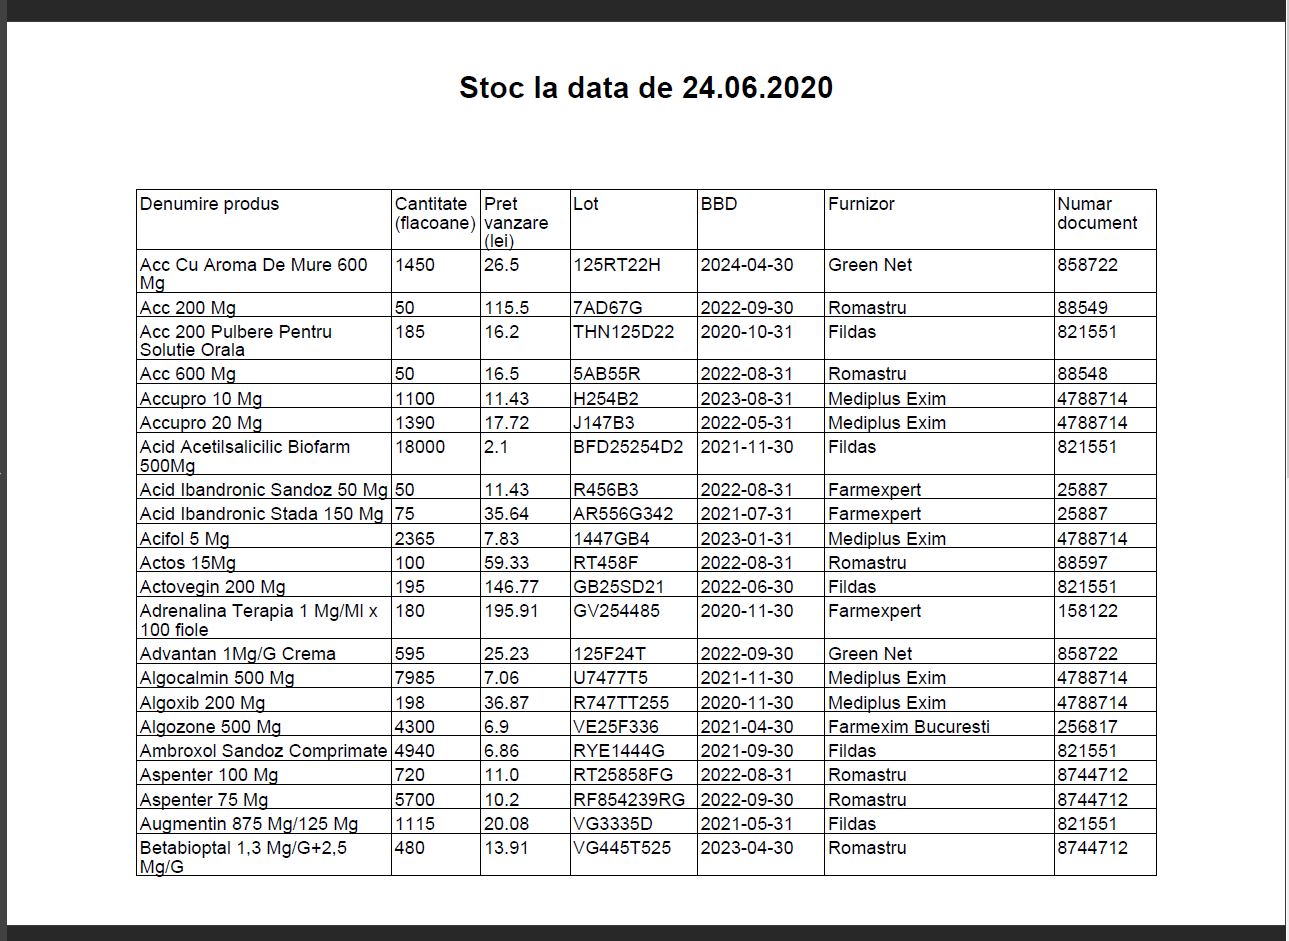 Stoc la data de 24.06.2020
Denumire produs Cantitate (flacoane) Pret vanzare (lei) Lot BBD Furnizor Numar document
Acc Cu Aroma De Mure 600 Mg 1450 26.5 125RT22H 2024-04-30 Green Net 858722
Acc 200 Mg 50 115.5 7AD67G 2022-09-30 Romastru 88549
Acc 200 Pulbere Pentru Solutie Orala 185 16.2 THN125D22 2020-10-31 Fildas 821551
Acc 600 Mg 50 16.5 5AB55R 2022-08-31 Romastru 88548
Accupro 10 Mg 1100 11.43 H254B2 2023-08-31 Mediplus Exim 4788714
Accupro 20 Mg 1390 17.72 J147B3 2022-05-31 Mediplus Exim 4788714
Acid Acetilsalicilic Biofarm 500Mg 18000 2.1 BFD25254D2 2021-11-30 Fildas 821551
Acid Ibandronic Sandoz 50 Mg 50 11.43 R456B3 2022-08-31 Farmexpert 25887
Acid Ibandronic Stada 150 Mg 75 35.64 AR556G342 2021-07-31 Farmexpert 25887
Acifol 5 Mg 2365 7.83 1447GB4 2023-01-31 Mediplus Exim 4788714
Actos 15Mg 100 59.33 RT458F 2022-08-31 Romastru 88597
Actovegin 200 Mg 195 146.77 GB25SD21 2022-06-30 Fildas 821551
Adrenalina Terapia 1 Mg/Ml x 100 fiole 180 195.91 GV254485 2020-11-30 Farmexpert 158122
Advantan 1Mg/G Crema 595 25.23 125F24T 2022-09-30 Green Net 858722
Algocalmin 500 Mg 7985 7.06 U7477T5 2021-11-30 Mediplus Exim 4788714
Algoxib 200 Mg 198 36.87 R747TT255 2020-11-30 Mediplus Exim 4788714
Algozone 500 Mg 4300 6.9 VE25F336 2021-04-30 Farmexim Bucuresti 256817
Ambroxol Sandoz Comprimate 4940 6.86 RYE1444G 2021-09-30 Fildas 821551
Aspenter 100 Mg 720 11.0 RT25858FG 2022-08-31 Romastru 8744712
Aspenter 75 Mg 5700 10.2 RF854239RG 2022-09-30 Romastru 8744712
Augmentin 875 Mg/125 Mg 1115 20.08 VG3335D 2021-05-31 Fildas 821551
Betabioptal 1,3 Mg/G+2,5 Mg/G 480 13.91 VG445T525 2023-04-30 Romastru 8744712